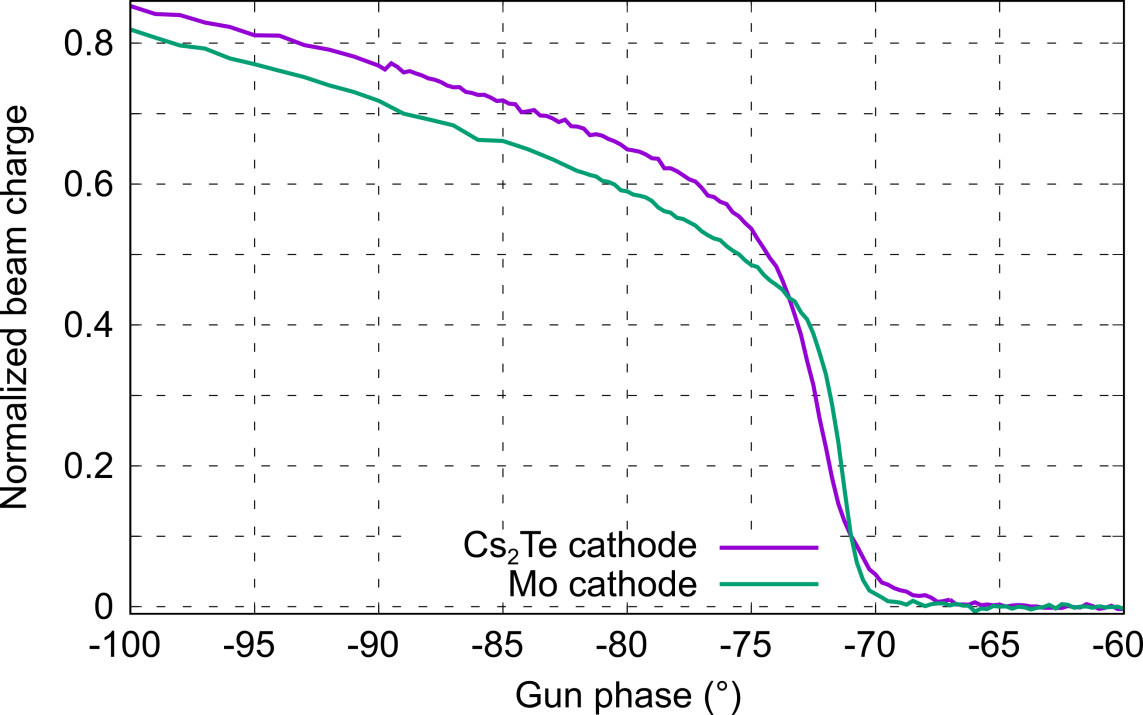 Normalized beam charge
0.8
0.6
0.4
0.2
0
Cs₂Te cathode
Mo cathode
-100 -95 -90 -85 -80 -75 -70 -65 -60
Gun phase (°)